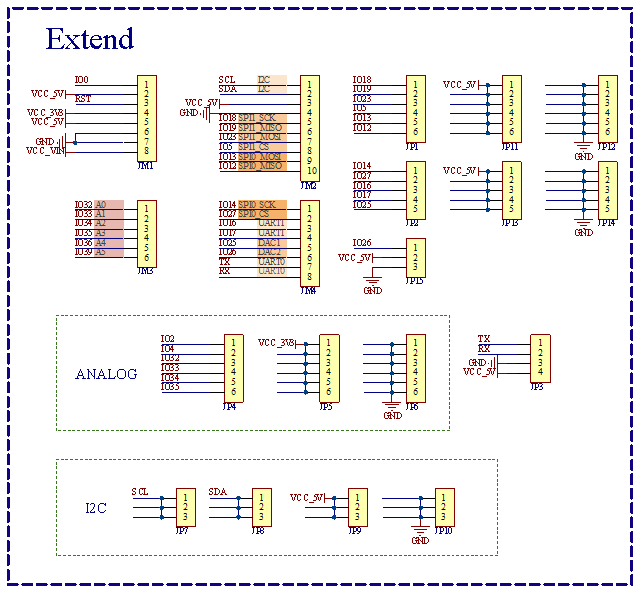 Extend
IO0
VCC_5V
RST
VCC_3V3
VCC_5V
GND
VCC_VIN
1
2
3
4
5
6
7
8
JM1
SCL I2C
SDA I2C
VCC_5V
GND
IO18 SPI1_SCK
IO19 SPI1_MISO
IO23 SPI1_MOSI
IO5 SPI1_CS
IO13 SPI0_MOSI
IO12 SPI0_MISO
1
2
3
4
5
6
7
8
9
10
JM2
IO18
IO19
IO23
IO5
IO13
IO12
1
2
3
4
5
6
JP1
VCC_5V
1
2
3
4
5
6
JP11
1
2
3
4
5
6
GND
JP12
IO14
IO27
IO16
IO17
IO25
1
2
3
4
5
JP2
VCC_5V
1
2
3
4
5
JP13
1
2
3
4
5
GND
JP14
IO32 A0
IO33 A1
IO34 A2
IO35 A3
IO36 A4
IO39 A5
1
2
3
4
5
6
JM3
IO14 SPI0_SCK
IO27 SPI0_CS
IO16 UART1
IO17 UART1
IO25 DAC1
IO26 DAC2
TX UART0
RX UART0
1
2
3
4
5
6
7
8
JM4
IO26
VCC_5V
GND
1
2
3
JP15
ANALOG
IO2
IO4
IO32
IO33
IO34
IO35
1
2
3
4
5
6
JP4
VCC_3V3
1
2
3
4
5
6
JP5
1
2
3
4
5
6
GND
JP6
TX
RX
GND
VCC_5V
1
2
3
4
JP3
I2C
SCL
1
2
3
JP7
SDA
1
2
3
JP8
VCC_5V
1
2
3
JP9
1
2
3
GND
JP10